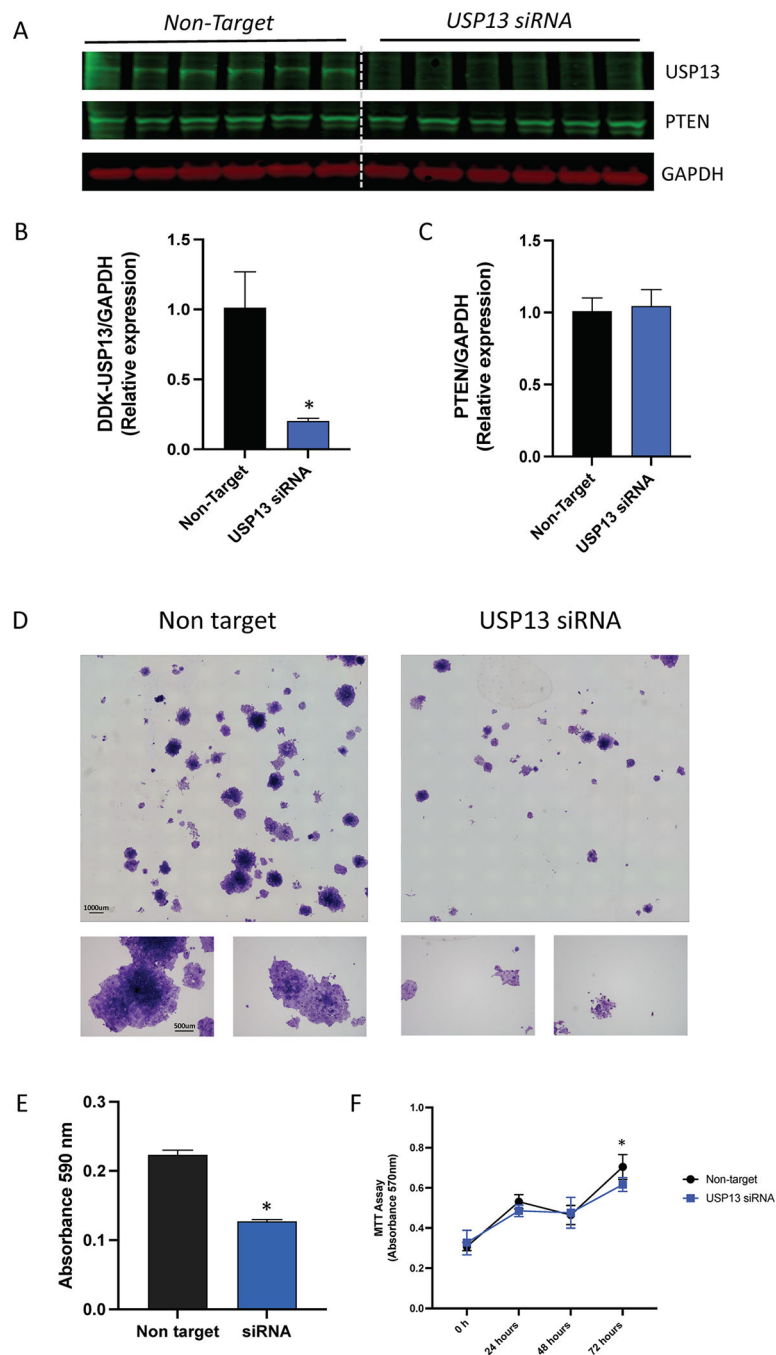 A
Non-Target
USP13 siRNA
USP13
PTEN
GAPDH
B
DDK-USP13/GAPDH
(Relative expression)
1.5
1.0
0.5
0.0
*
Non-Target
USP13 siRNA
C
PTEN/GAPDH
(Relative expression)
1.5
1.0
0.5
0.0
Non-Target
USP13 siRNA
D
Non target
USP13 siRNA
1000um
500um
E
Absorbance 590 nm
0.3
0.2
0.1
0.0
*
Non target
siRNA
F
MTT Assay
(Absorbance 570nm)
1.0
0.8
0.6
0.4
0.2
0.0
*
0 h
24 hours
48 hours
72 hours
Non-target
USP13 siRNA